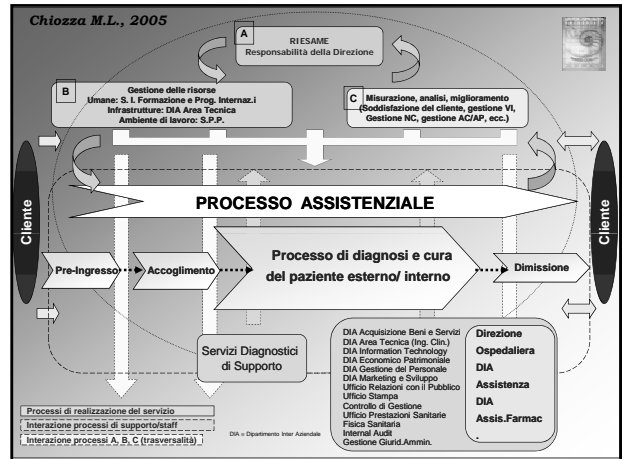 Chiozza M.L., 2005
A
RIESAME
Responsabilità della Direzione
B
Gestione delle risorse
Umane: S. I. Formazione e Prog. Internaz.i
Infrastrutture: DIA Area Tecnica
Ambiente di lavoro: S.P.P.
C
Misurazione, analisi, miglioramento
(Soddisfazione del cliente, gestione VI,
Gestione NC, gestione AC/AP, ecc.)
Cliente
PROCESSO ASSISTENZIALE
Cliente
Pre-Ingresso
Accoglimento
Processo di diagnosi e cura
del paziente esterno/ interno
Dimissione
Servizi Diagnostici
di Supporto
DIA Acquisizione Beni e Servizi
DIA Area Tecnica (Ing. Clin.)
DIA Information Technology
DIA Economico Patrimoniale
DIA Gestione del Personale
DIA Marketing e Sviluppo
Ufficio Relazioni con il Pubblico
Ufficio Stampa
Controllo di Gestione
Ufficio Prestazioni Sanitarie
Fisica Sanitaria
Internal Audit
Gestione Giurid.Ammin.
Direzione
Ospedaliera
DIA
Assistenza
DIA
Assis.Farmac
.
Processi di realizzazione del servizio
Interazione processi di supporto/staff
Interazione processi A, B, C (trasversalità)
DIA = Dipartimento Inter Aziendale